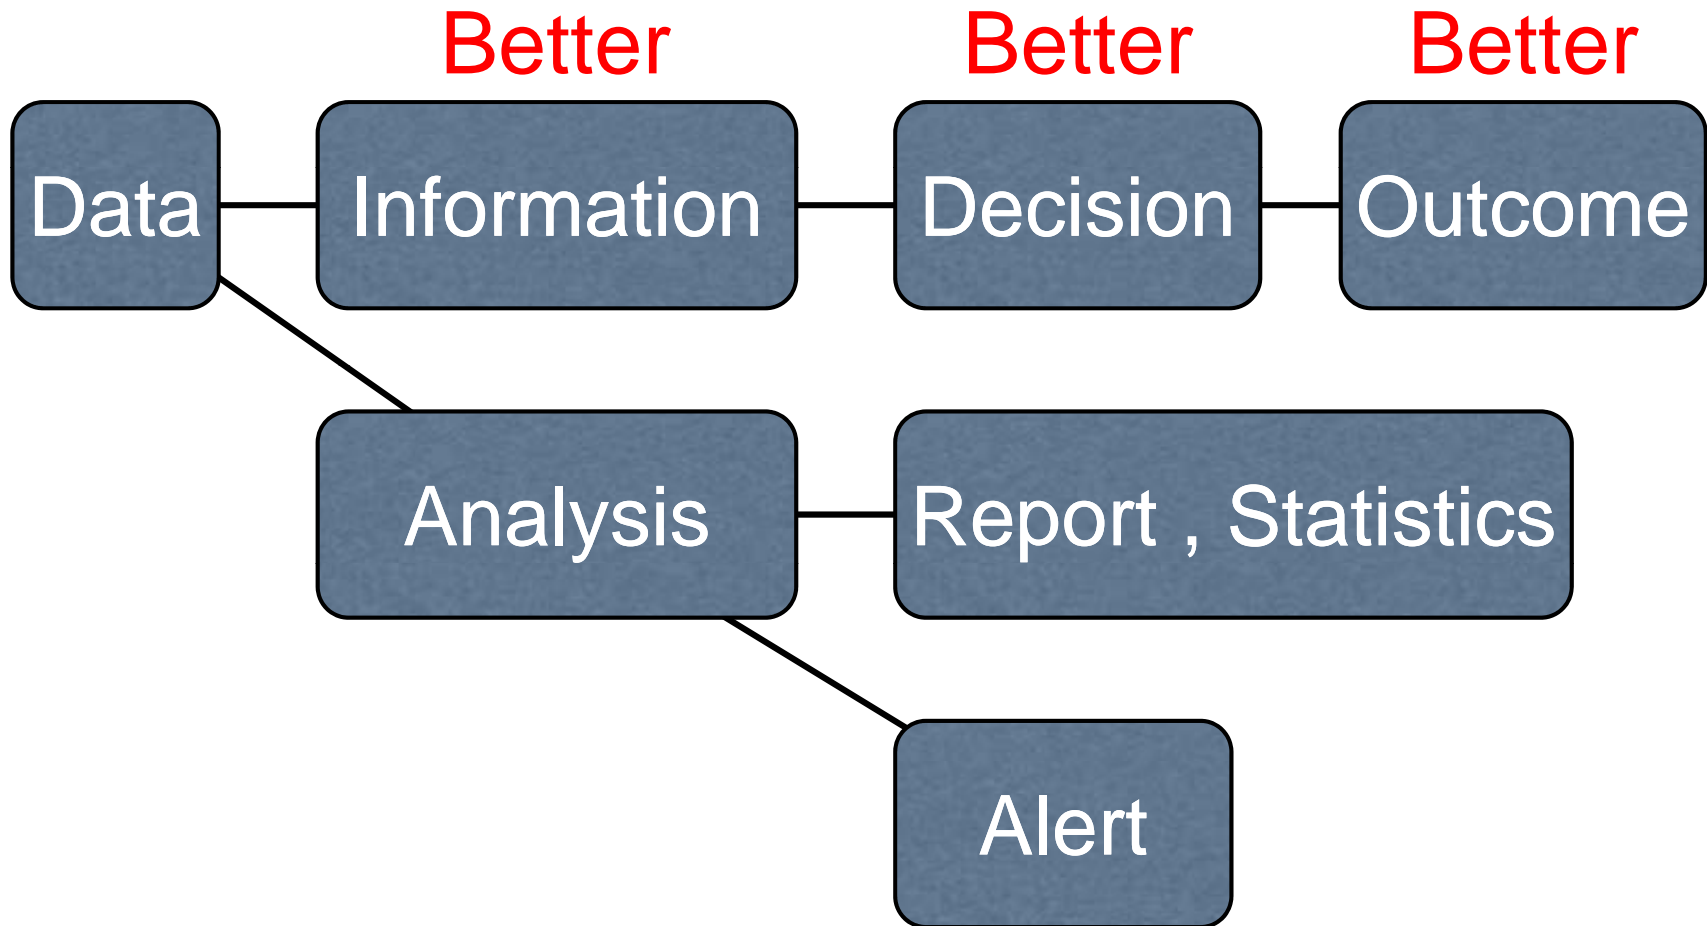 Better Better Better
Data Information Decision Outcome
Analysis Report , Statistics
Alert